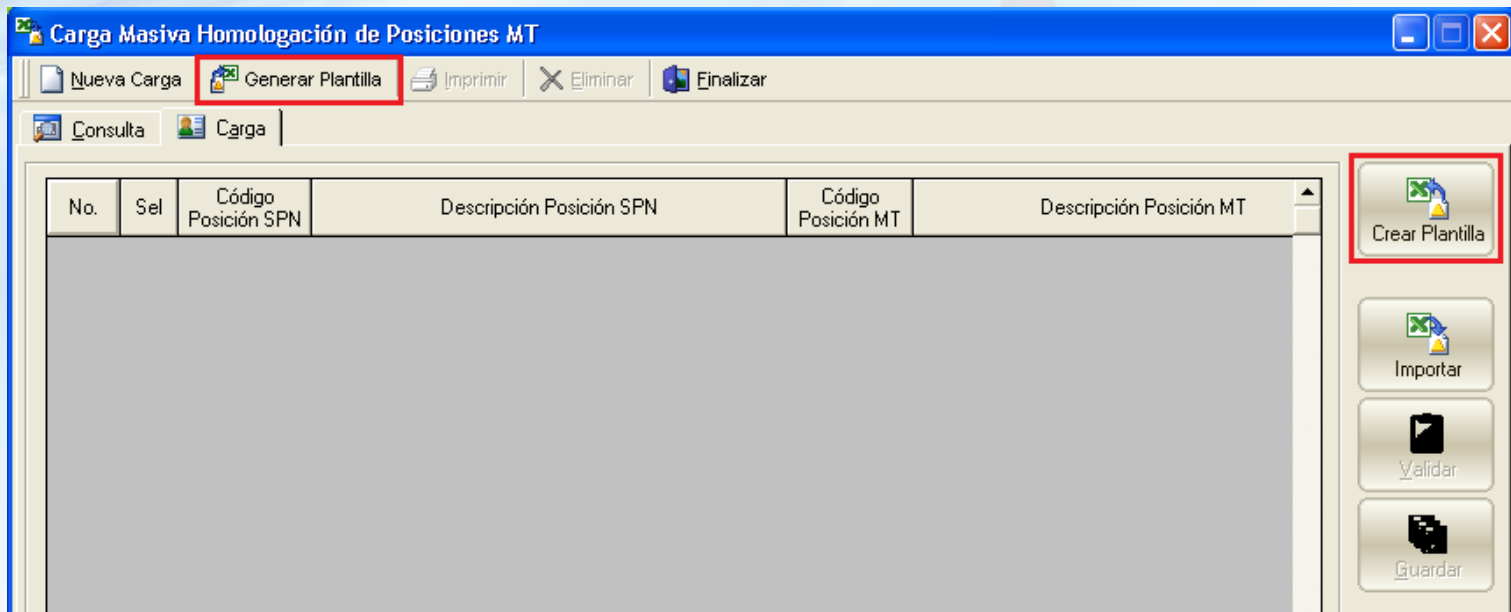 Carga Masiva Homologación de Posiciones MT
Nueva Carga Generar Plantilla Imprimir Eliminar Finalizar
Consulta Carga
No. Sel Código Posición SPN Descripción Posición SPN Código Posición MT Descripción Posición MT
Crear Plantilla
Importar
Validar
Guardar